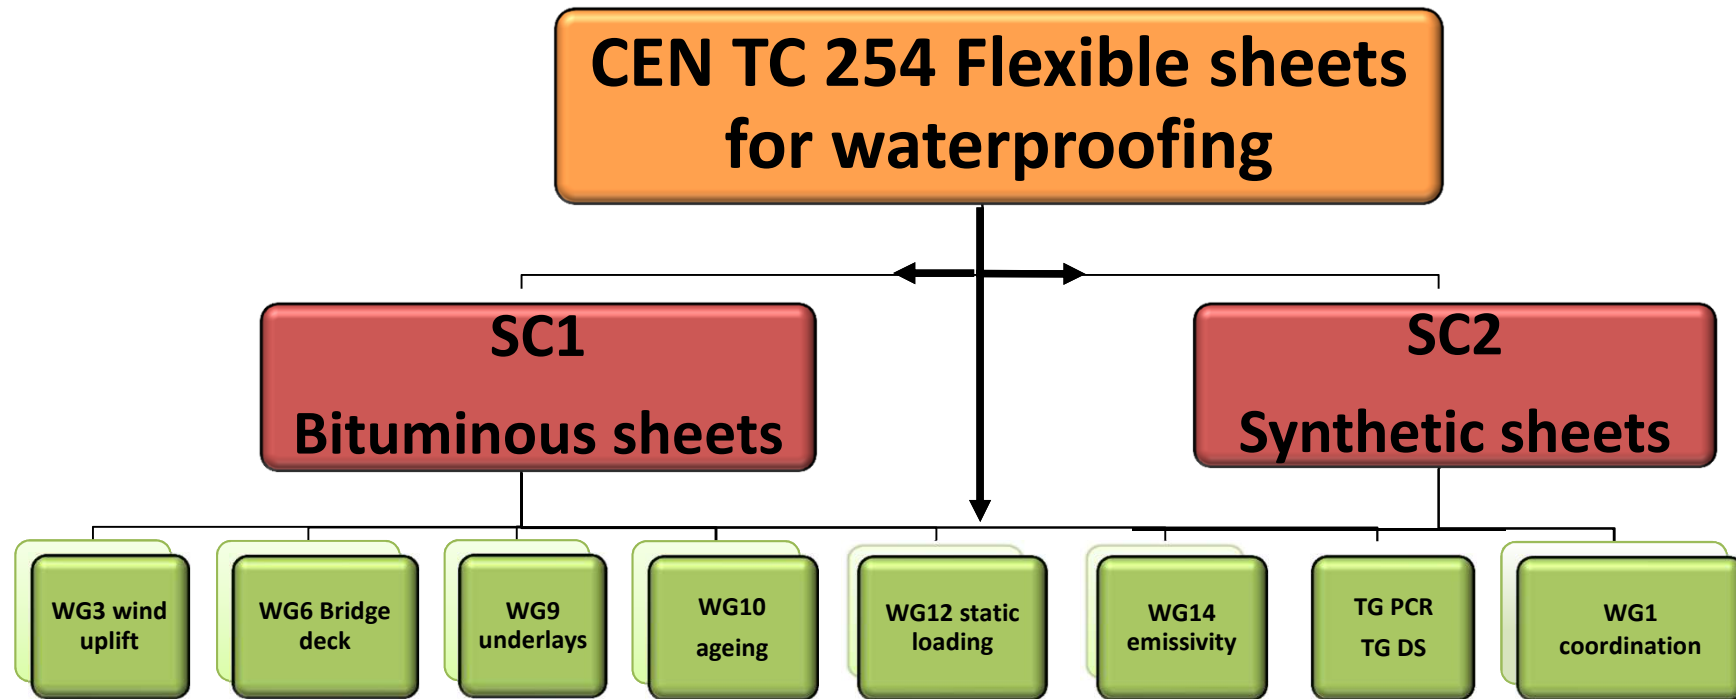 CEN TC 254 Flexible sheets
for waterproofing
SC1
Bituminous sheets
SC2
Synthetic sheets
WG3 wind
uplift
WG6 Bridge
deck
WG9
underlays
WG10
ageing
WG12 static
loading
WG14
emissivity
TG PCR
TG DS
WG1
coordination